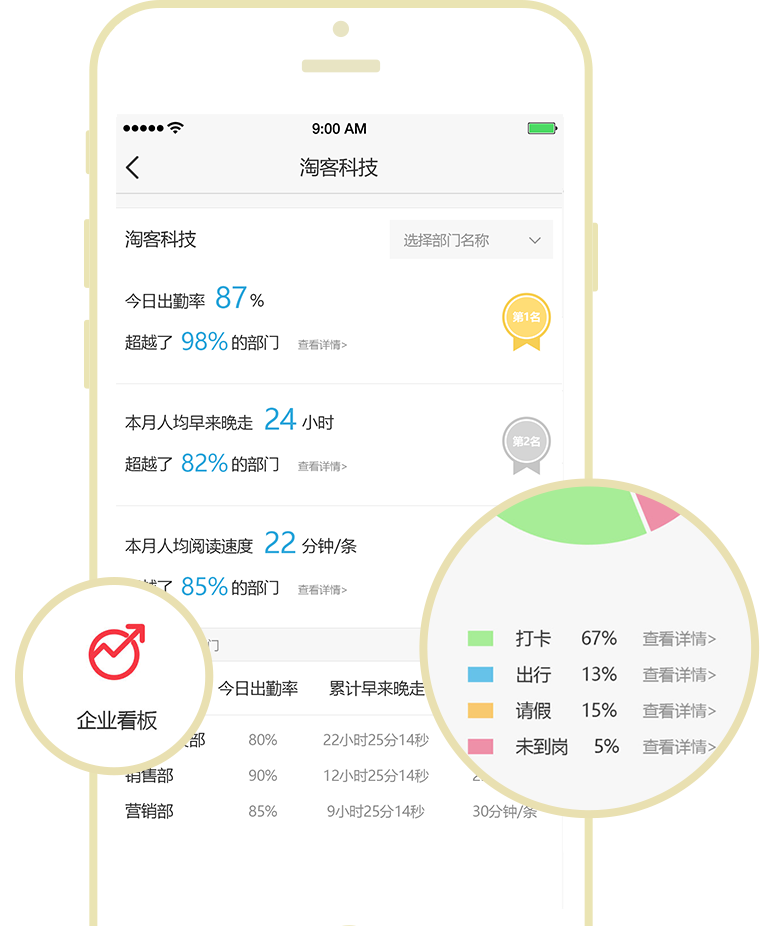 9:00 AM
淘客科技
淘客科技
选择部门名称
今日出勤率 87 %
第1名
超越了 98% 的部门 查看详情>
本月人均早来晚走 24 小时
第2名
超越了 82% 的部门 查看详情>
本月人均阅读速度 22 分钟/条
越了 85% 的部门 查看详情>
门
今日出勤率 累计早来晚走
部 80% 22小时25分14秒
销售部 90% 12小时25分14秒
营销部 85% 9小时25分14秒 30分钟/条
企业看板
打卡 67% 查看详情>
出行 13% 查看详情>
请假 15% 查看详情>
未到岗 5% 查看详情>